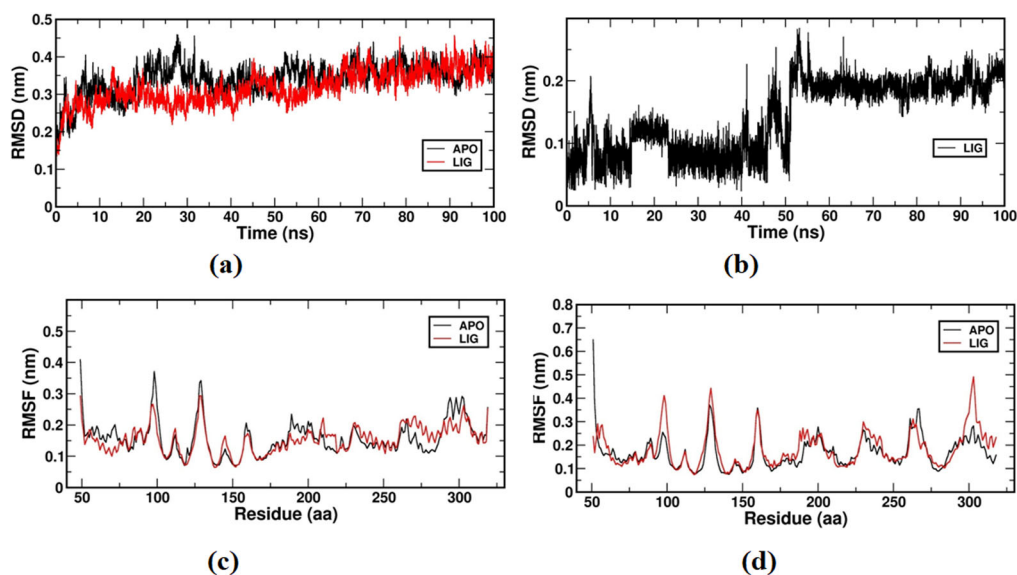 0.5
0.4
0.3
0.2
0.1
0
RMSD (nm)
APO
LIG
0 10 20 30 40 50 60 70 80 90 100
Time (ns)
(a)
0.2
0.1
0
RMSD (nm)
LIG
0 10 20 30 40 50 60 70 80 90 100
Time (ns)
(b)
0.5
0.4
0.3
0.2
0.1
0
RMSF (nm)
APO
LIG
50 100 150 200 250 300
Residue (aa)
(c)
0.8
0.7
0.6
0.5
0.4
0.3
0.2
0.1
0
RMSF (nm)
APO
LIG
50 100 150 200 250 300
Residue (aa)
(d)